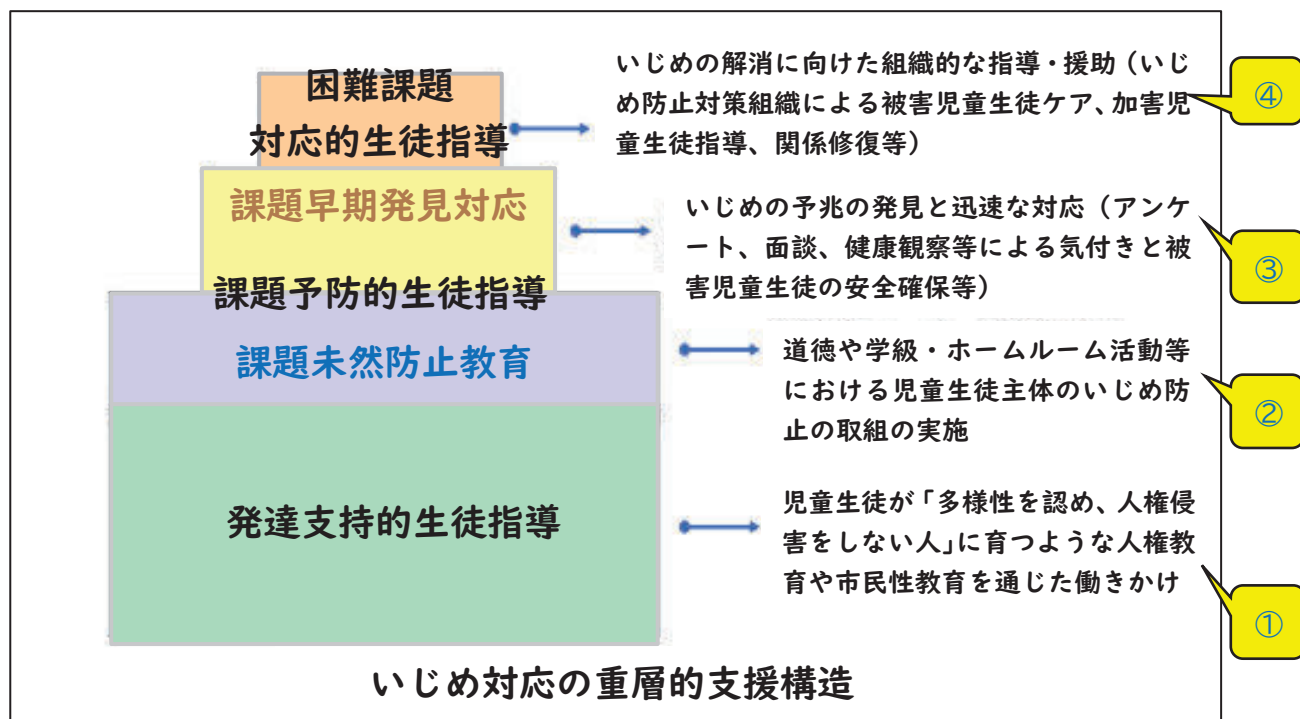 困難課題
対応的生徒指導
いじめの解消に向けた組織的な指導・援助（いじ
め防止対策組織による被害児童生徒ケア、加害児
童生徒指導、関係修復等）
④
課題早期発見対応
いじめの予兆の発見と迅速な対応（アンケ
ート、面談、健康観察等による気付きと被
害児童生徒の安全確保等）
③
課題予防的生徒指導
課題未然防止教育
道徳や学級・ホームルーム活動等
における児童生徒主体のいじめ防
止の取組の実施
②
発達支持的生徒指導
児童生徒が「多様性を認め、人権侵
害をしない人」に育つような人権教
育や市民性教育を通じた働きかけ
①
いじめ対応の重層的支援構造